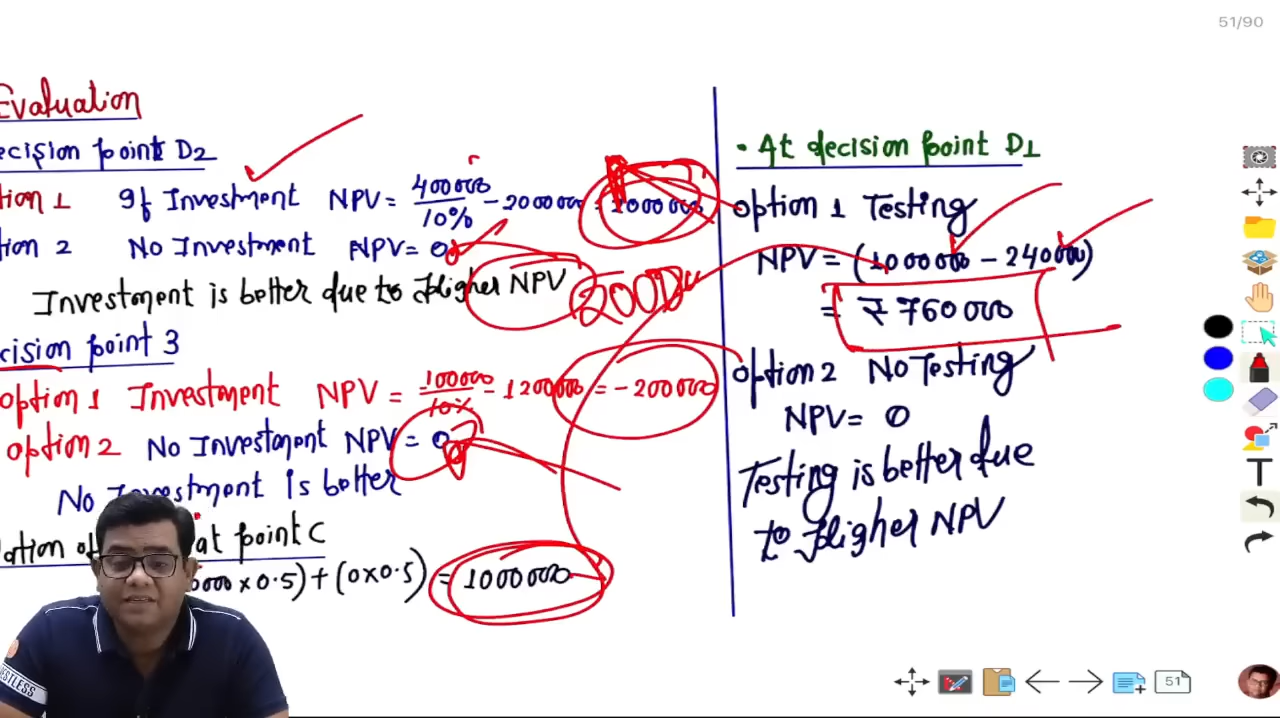 51/90
Evaluation
ecision point D2
tion 1 If Investment NPV = 400000/10% - 2000000 = 2000000
tion 2 No Investment NPV = 0
Investment is better due to Higher NPV
cision point 3
option 1 Investment NPV = 100000/10% - 1200000 = -200000
option 2 No Investment NPV = 0
No Investment is better
lation of at point C
0000 x 0.5) + (0 x 0.5) = 1000000
• At decision point D1
option 1 Testing
NPV = (1000000 - 240000)
= ₹ 760000
option 2 No Testing
NPV = 0
Testing is better due
to Higher NPV
T
51
RESTLESS